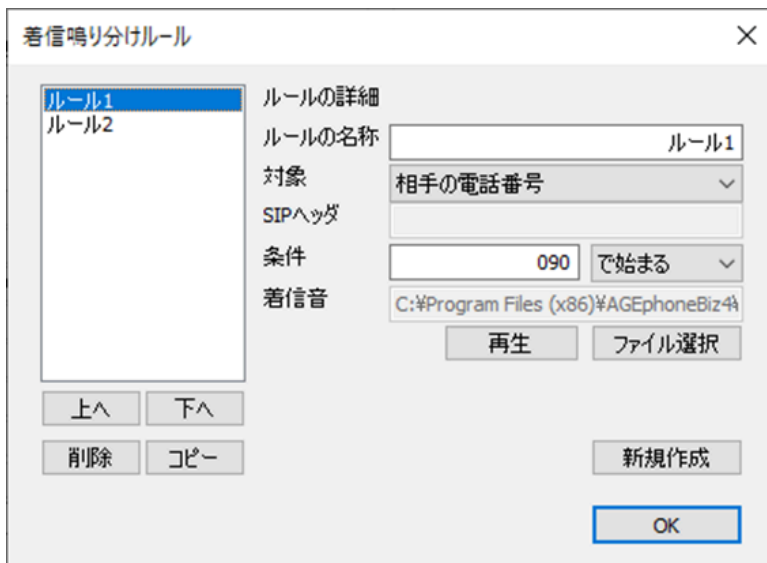 着信鳴り分けルール
ルール1
ルール2
ルールの詳細
ルールの名称 ルール1
対象 相手の電話番号
SIPヘッダ
条件 090 で始まる
着信音 C:¥Program Files (x86)¥AGEphoneBiz4¥
再生 ファイル選択
上へ 下へ
削除 コピー 新規作成
OK